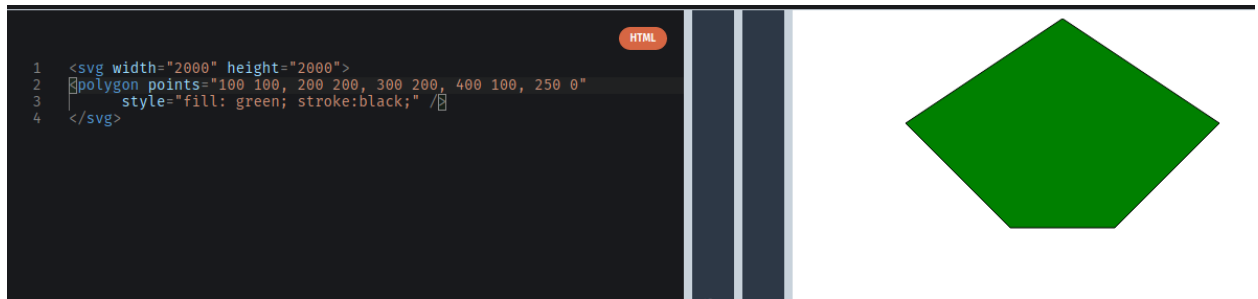 HTML
1 <svg width="2000" height="2000">
2 <polygon points="100 100, 200 200, 300 200, 400 100, 250 0"
3 style="fill: green; stroke:black;" />
4 </svg>